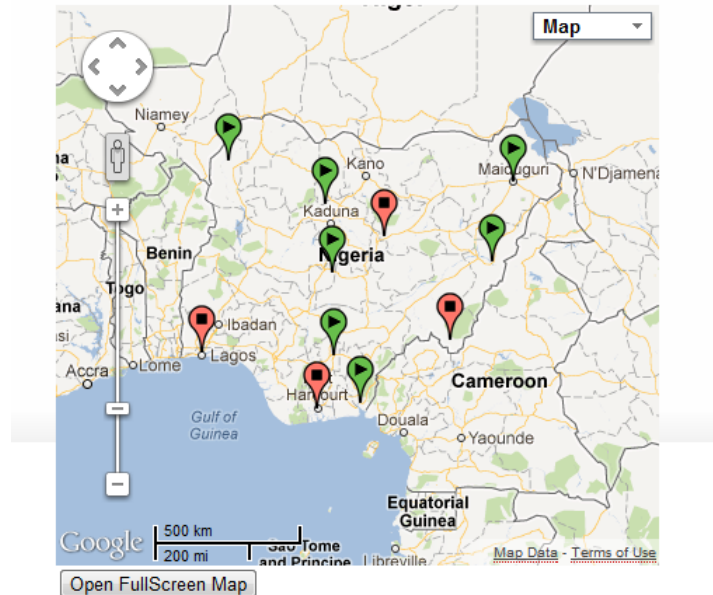 Map
Niamey
Kano
Maiduguri
N'Djamena
Kaduna
Nigeria
Benin
Togo
Ibadan
Lagos
Accra
Lome
Harcourt
Cameroon
Gulf of
Guinea
Douala
Yaounde
Equatorial
Guinea
Google
500 km
200 mi
Sao Tome
and Principe
Libreville
Map Data - Terms of Use
Open FullScreen Map